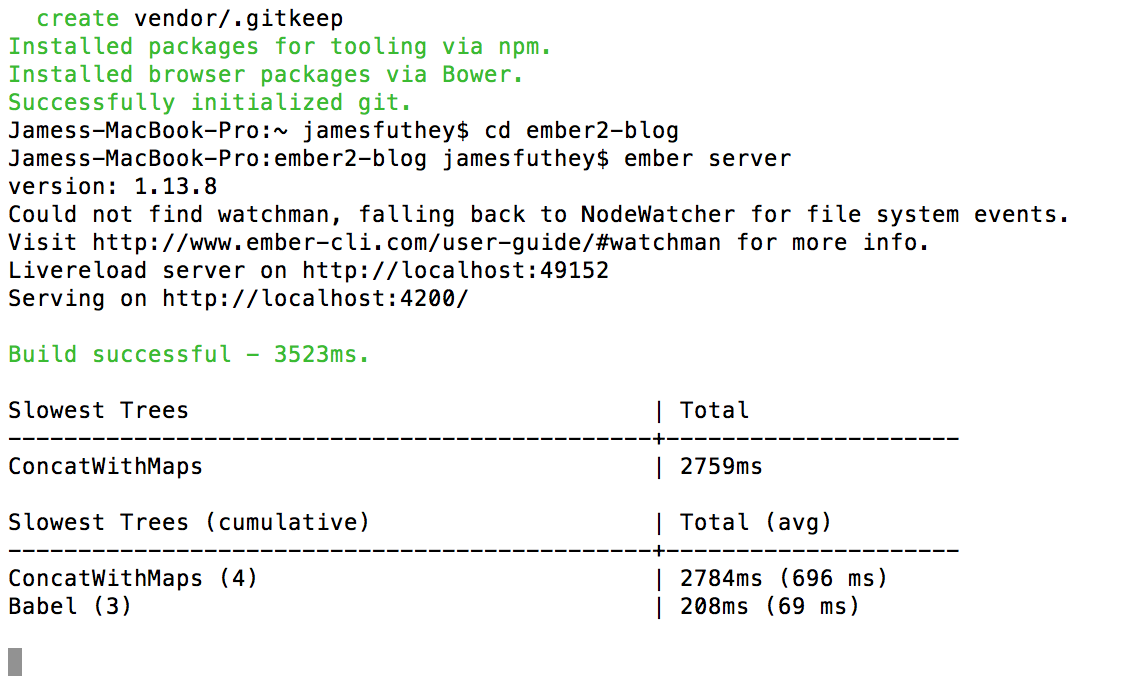 create vendor/.gitkeep
Installed packages for tooling via npm.
Installed browser packages via Bower.
Successfully initialized git.
Jamess-MacBook-Pro:~ jamesfuthey$ cd ember2-blog
Jamess-MacBook-Pro:ember2-blog jamesfuthey$ ember server
version: 1.13.8
Could not find watchman, falling back to NodeWatcher for file system events.
Visit http://www.ember-cli.com/user-guide/#watchman for more info.
Livereload server on http://localhost:49152
Serving on http://localhost:4200/
Build successful - 3523ms.
Slowest Trees | Total
----------------------------------------------+---------------------
ConcatWithMaps | 2759ms
Slowest Trees (cumulative) | Total (avg)
----------------------------------------------+---------------------
ConcatWithMaps (4) | 2784ms (696 ms)
Babel (3) | 208ms (69 ms)